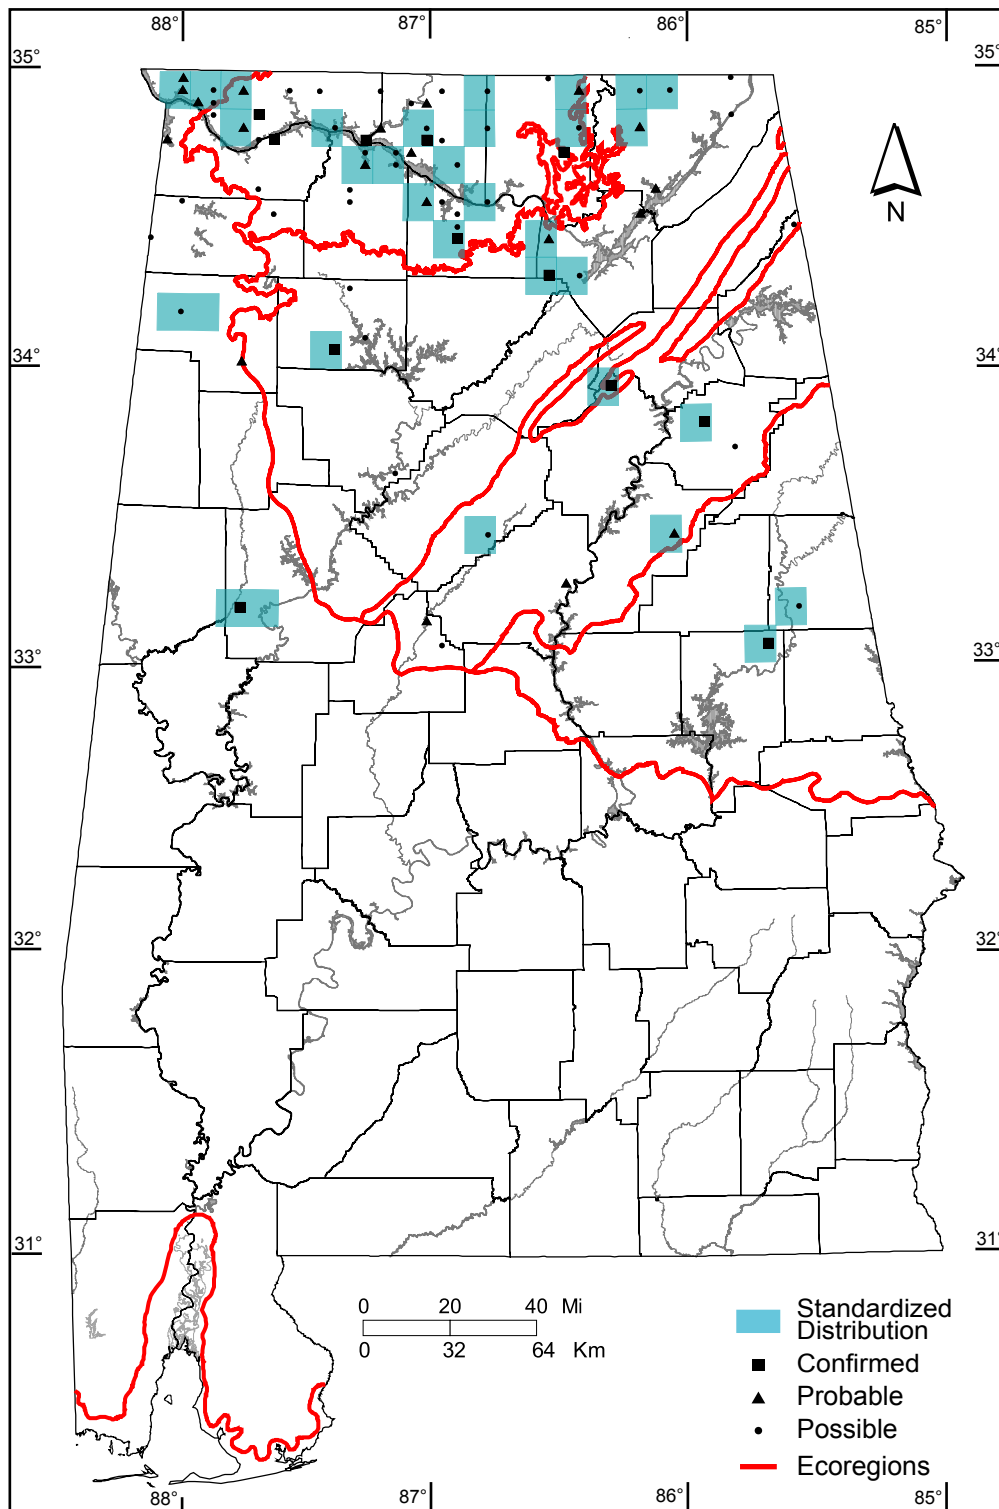 88° 87° 86° 85°
35° 35°
N
34° 34°
33° 33°
32° 32°
31° 31°
0 20 40 Mi
0 32 64 Km
Standardized
Distribution
Confirmed
Probable
Possible
Ecoregions
88° 87° 86° 85°